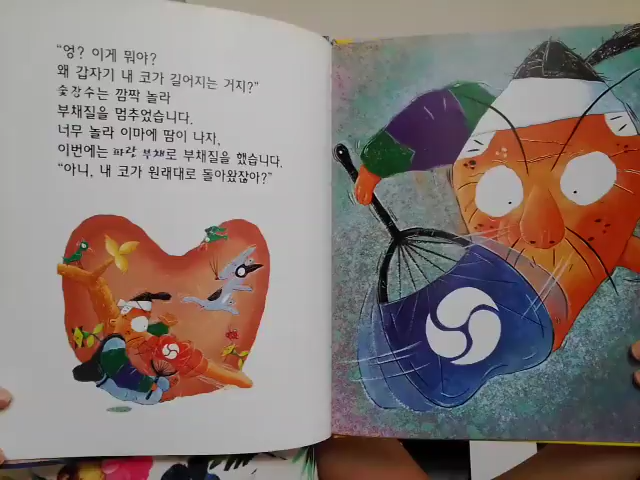 "엉? 이게 뭐야?
왜 갑자기 내 코가 길어지는 거지?"
숯장수는 깜짝 놀라
부채질을 멈추었습니다.
너무 놀라 이마에 땀이 나자,
이번에는 파랑 부채로 부채질을 했습니다.
"아니, 내 코가 원래대로 돌아왔잖아?"